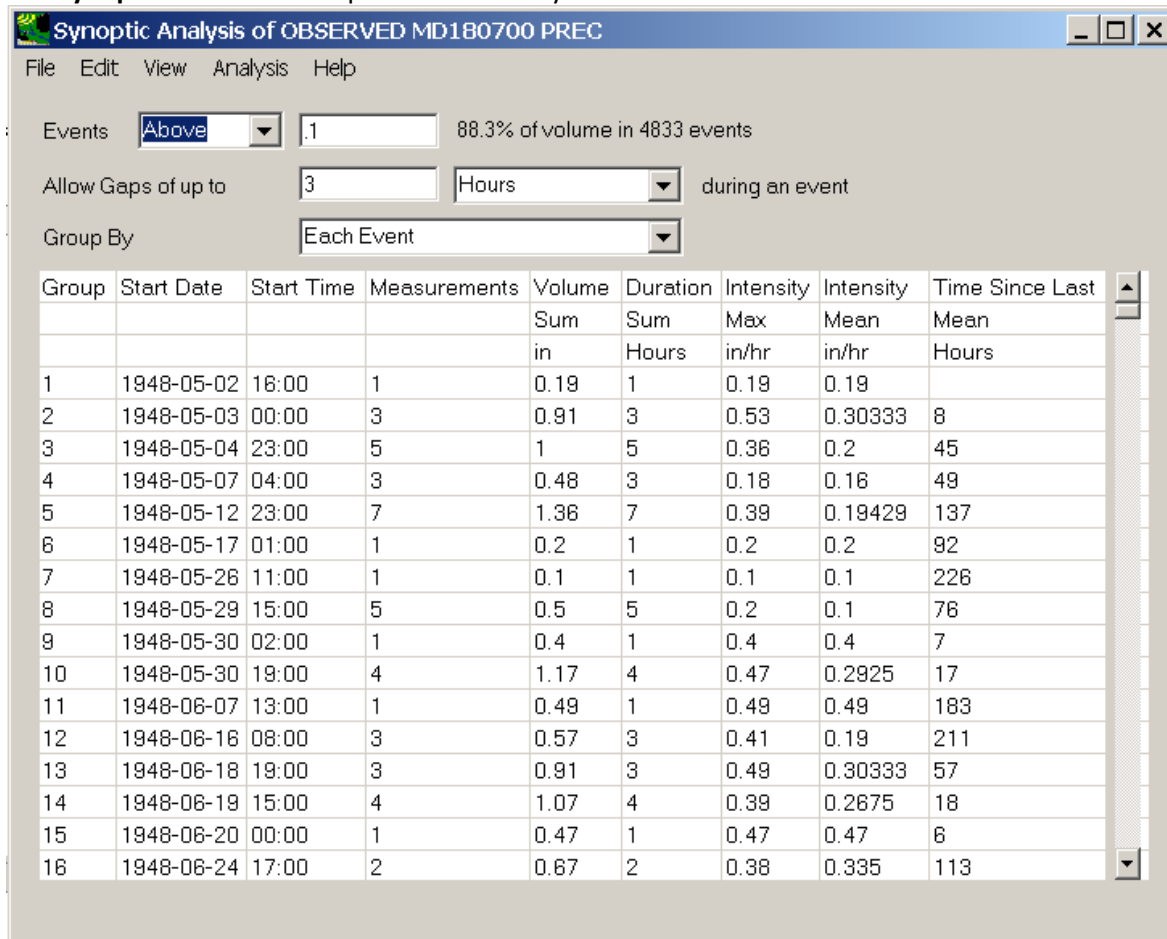 Synoptic Analysis of OBSERVED MD180700 PREC
File Edit View Analysis Help
Events Above .1 88.3% of volume in 4833 events
Allow Gaps of up to 3 Hours during an event
Group By Each Event
Group Start Date Start Time Measurements Volume Duration Intensity Intensity Time Since Last
Sum Sum Max Mean Mean
in Hours in/hr in/hr Hours
1 1948-05-02 16:00 1 0.19 1 0.19 0.19
2 1948-05-03 00:00 3 0.91 3 0.53 0.30333 8
3 1948-05-04 23:00 5 1 5 0.36 0.2 45
4 1948-05-07 04:00 3 0.48 3 0.18 0.16 49
5 1948-05-12 23:00 7 1.36 7 0.39 0.19429 137
6 1948-05-17 01:00 1 0.2 1 0.2 0.2 92
7 1948-05-26 11:00 1 0.1 1 0.1 0.1 226
8 1948-05-29 15:00 5 0.5 5 0.2 0.1 76
9 1948-05-30 02:00 1 0.4 1 0.4 0.4 7
10 1948-05-30 19:00 4 1.17 4 0.47 0.2925 17
11 1948-06-07 13:00 1 0.49 1 0.49 0.49 183
12 1948-06-16 08:00 3 0.57 3 0.41 0.19 211
13 1948-06-18 19:00 3 0.91 3 0.49 0.30333 57
14 1948-06-19 15:00 4 1.07 4 0.39 0.2675 18
15 1948-06-20 00:00 1 0.47 1 0.47 0.47 6
16 1948-06-24 17:00 2 0.67 2 0.38 0.335 113